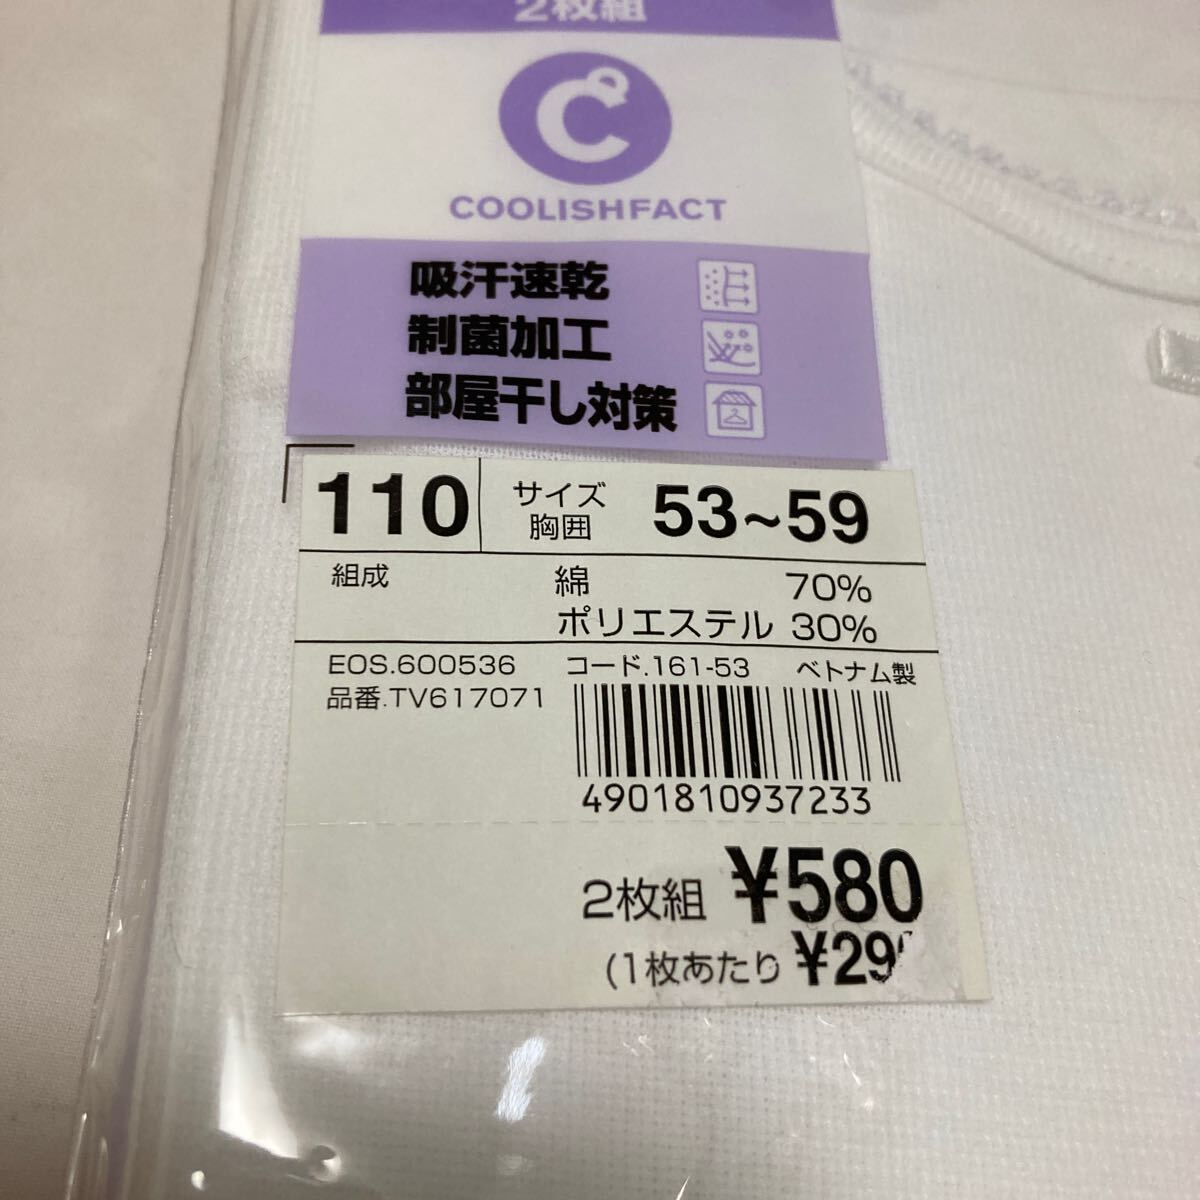 2枚組
COOLISHFACT
吸汗速乾
制菌加工
部屋干し対策
110 サイズ 胸囲 53~59
組成 綿 70%
ポリエステル 30%
EOS.600536 コード.161-53 ベトナム製
品番.TV617071
4901810937233
2枚組 ¥580
(1枚あたり ¥29